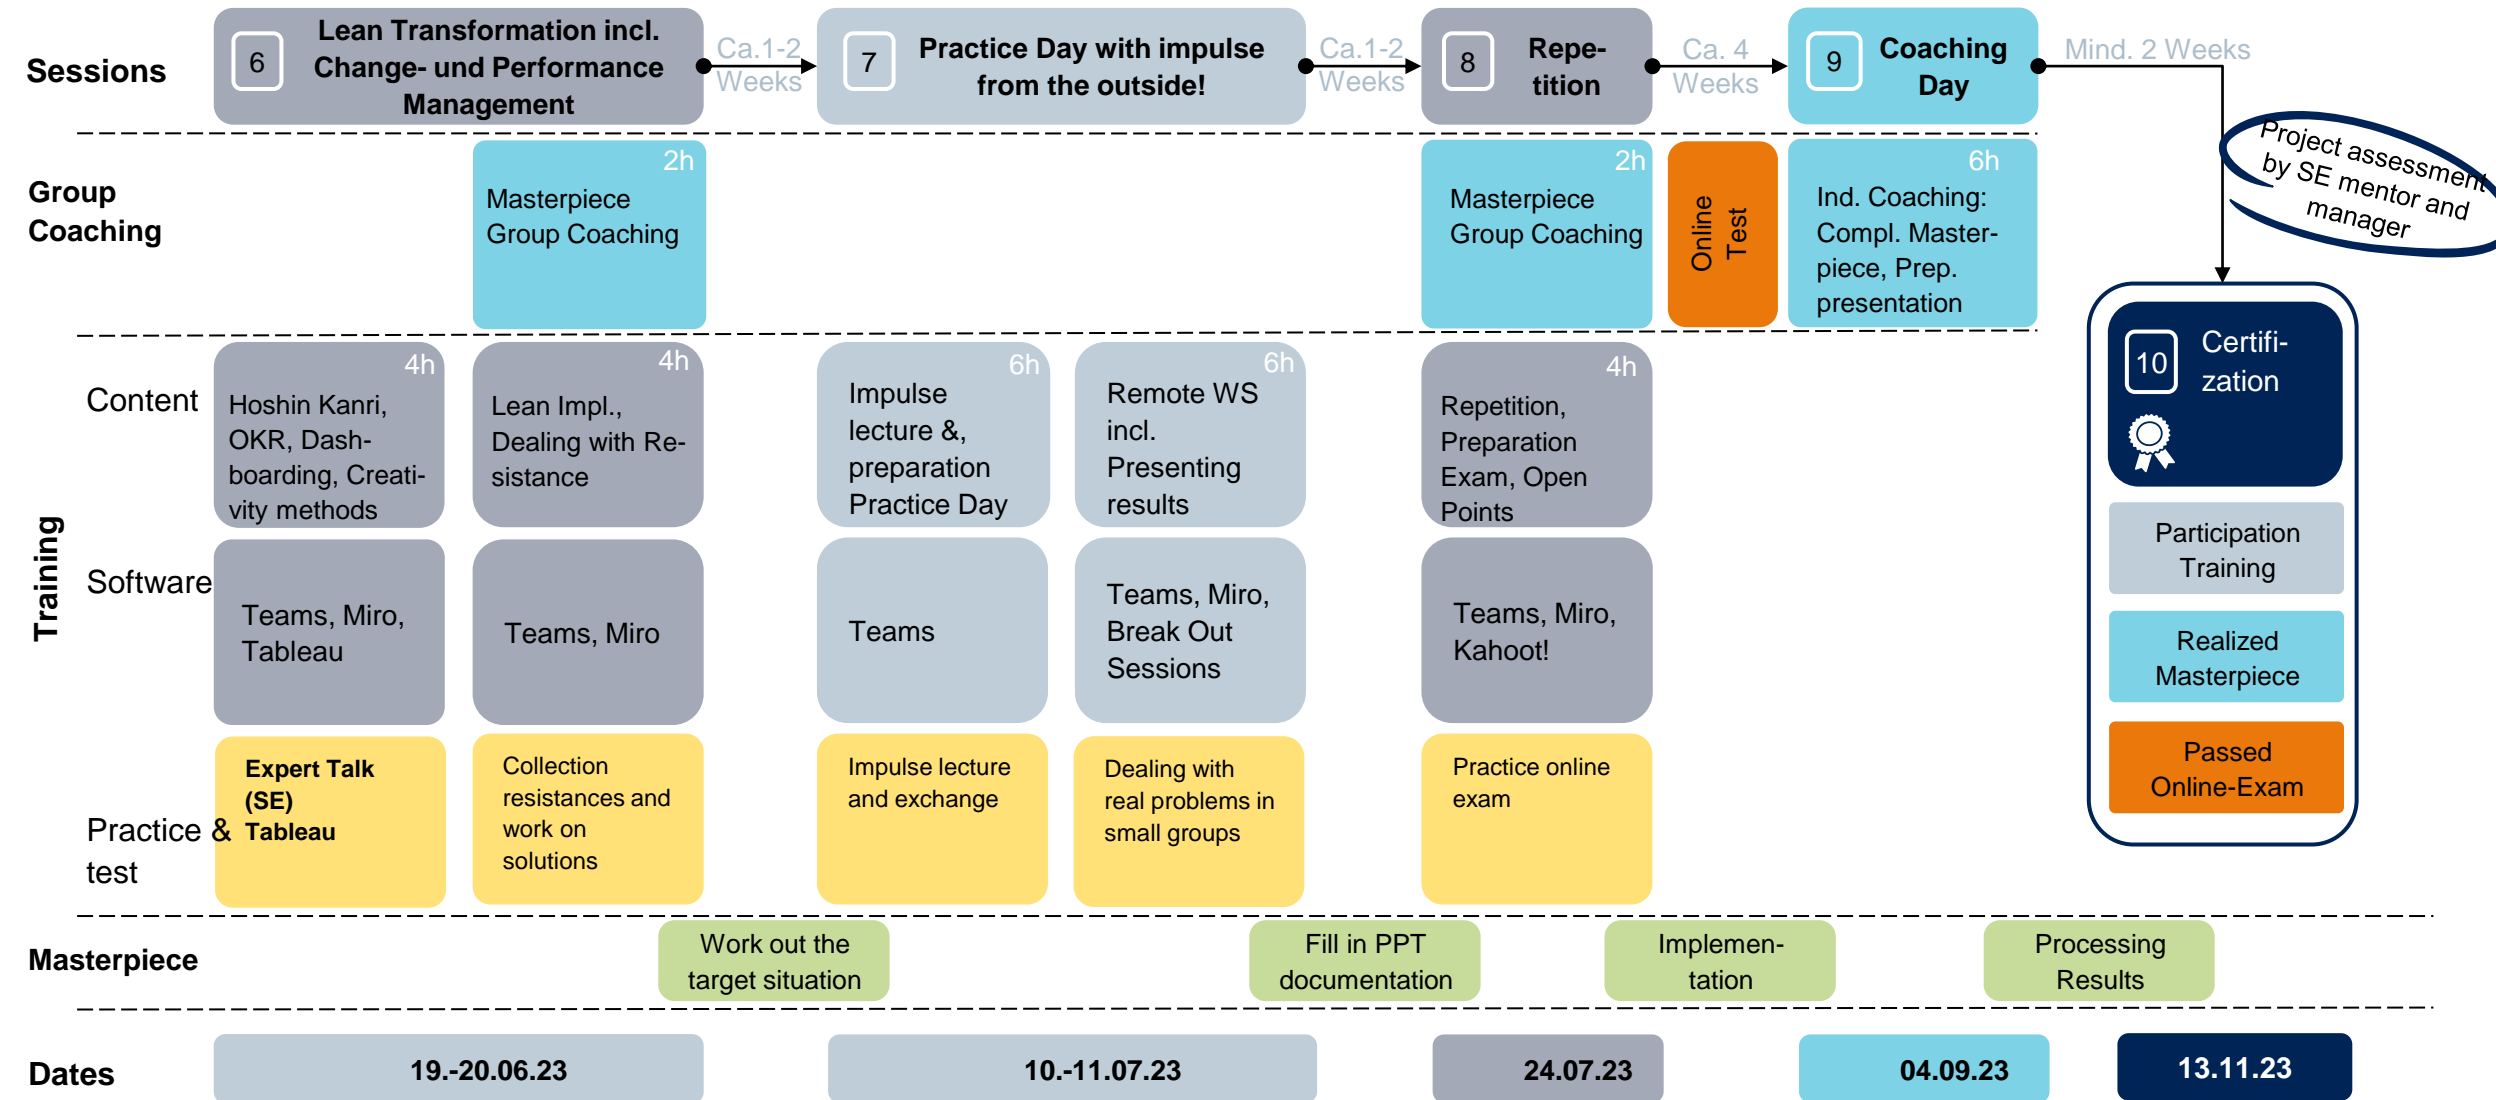 Sessions
6
Lean Transformation incl.
Change- und Performance
Management
Ca.1-2
Weeks
7
Practice Day with impulse
from the outside!
Ca.1-2
Weeks
8
Repe-
tition
Ca. 4
Weeks
9
Coaching
Day
Mind. 2 Weeks
Project assessment
by SE mentor and
manager
Group
Coaching
2h
Masterpiece
Group Coaching
2h
Masterpiece
Group Coaching
Online
Test
6h
Ind. Coaching:
Compl. Master-
piece, Prep.
presentation
Training
Content
4h
Hoshin Kanri,
OKR, Dash-
boarding, Creati-
vity methods
4h
Lean Impl.,
Dealing with Re-
sistance
6h
Impulse
lecture &,
preparation
Practice Day
6h
Remote WS
incl.
Presenting
results
4h
Repetition,
Preparation
Exam, Open
Points
Software
Teams, Miro,
Tableau
Teams, Miro
Teams
Teams, Miro,
Break Out
Sessions
Teams, Miro,
Kahoot!
Practice &
test
Expert Talk
(SE)
Tableau
Collection
resistances and
work on
solutions
Impulse lecture
and exchange
Dealing with
real problems in
small groups
Practice online
exam
10
Certifi-
zation
Participation
Training
Realized
Masterpiece
Passed
Online-Exam
Masterpiece
Work out the
target situation
Fill in PPT
documentation
Implemen-
tation
Processing
Results
Dates
19.-20.06.23
10.-11.07.23
24.07.23
04.09.23
13.11.23